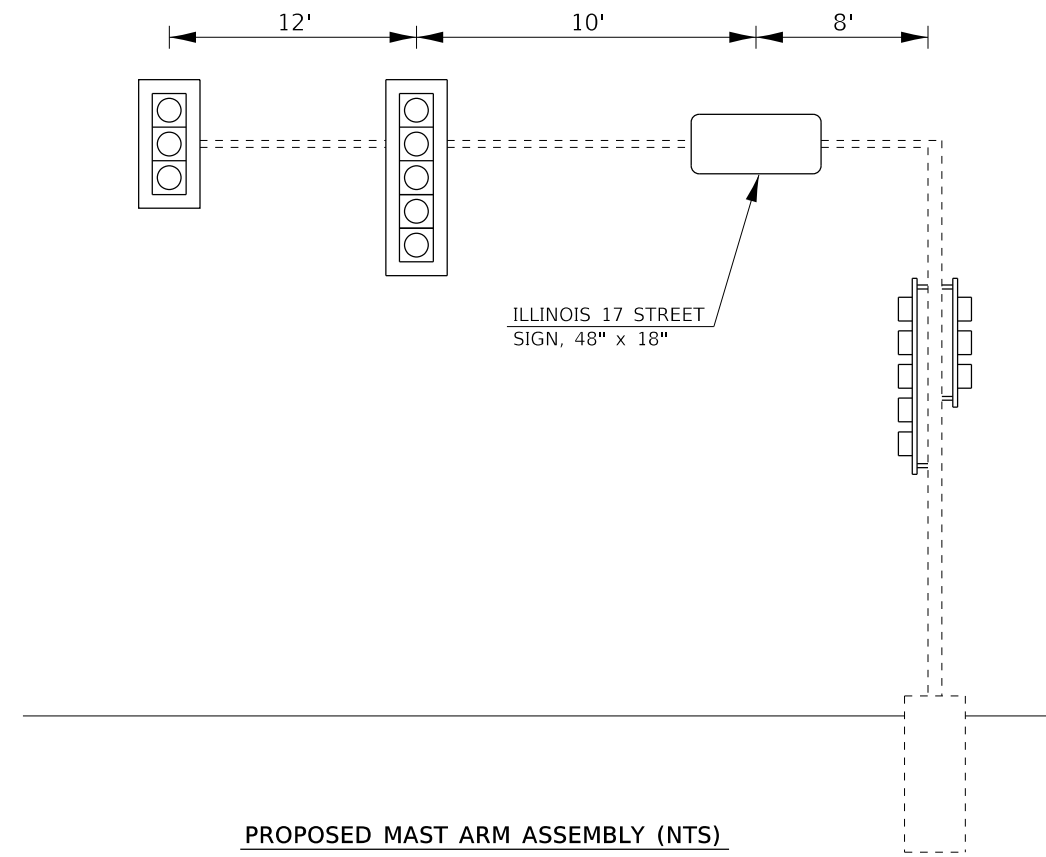 12' 10' 8'
ILLINOIS 17 STREET
SIGN, 48" x 18"
PROPOSED MAST ARM ASSEMBLY (NTS)